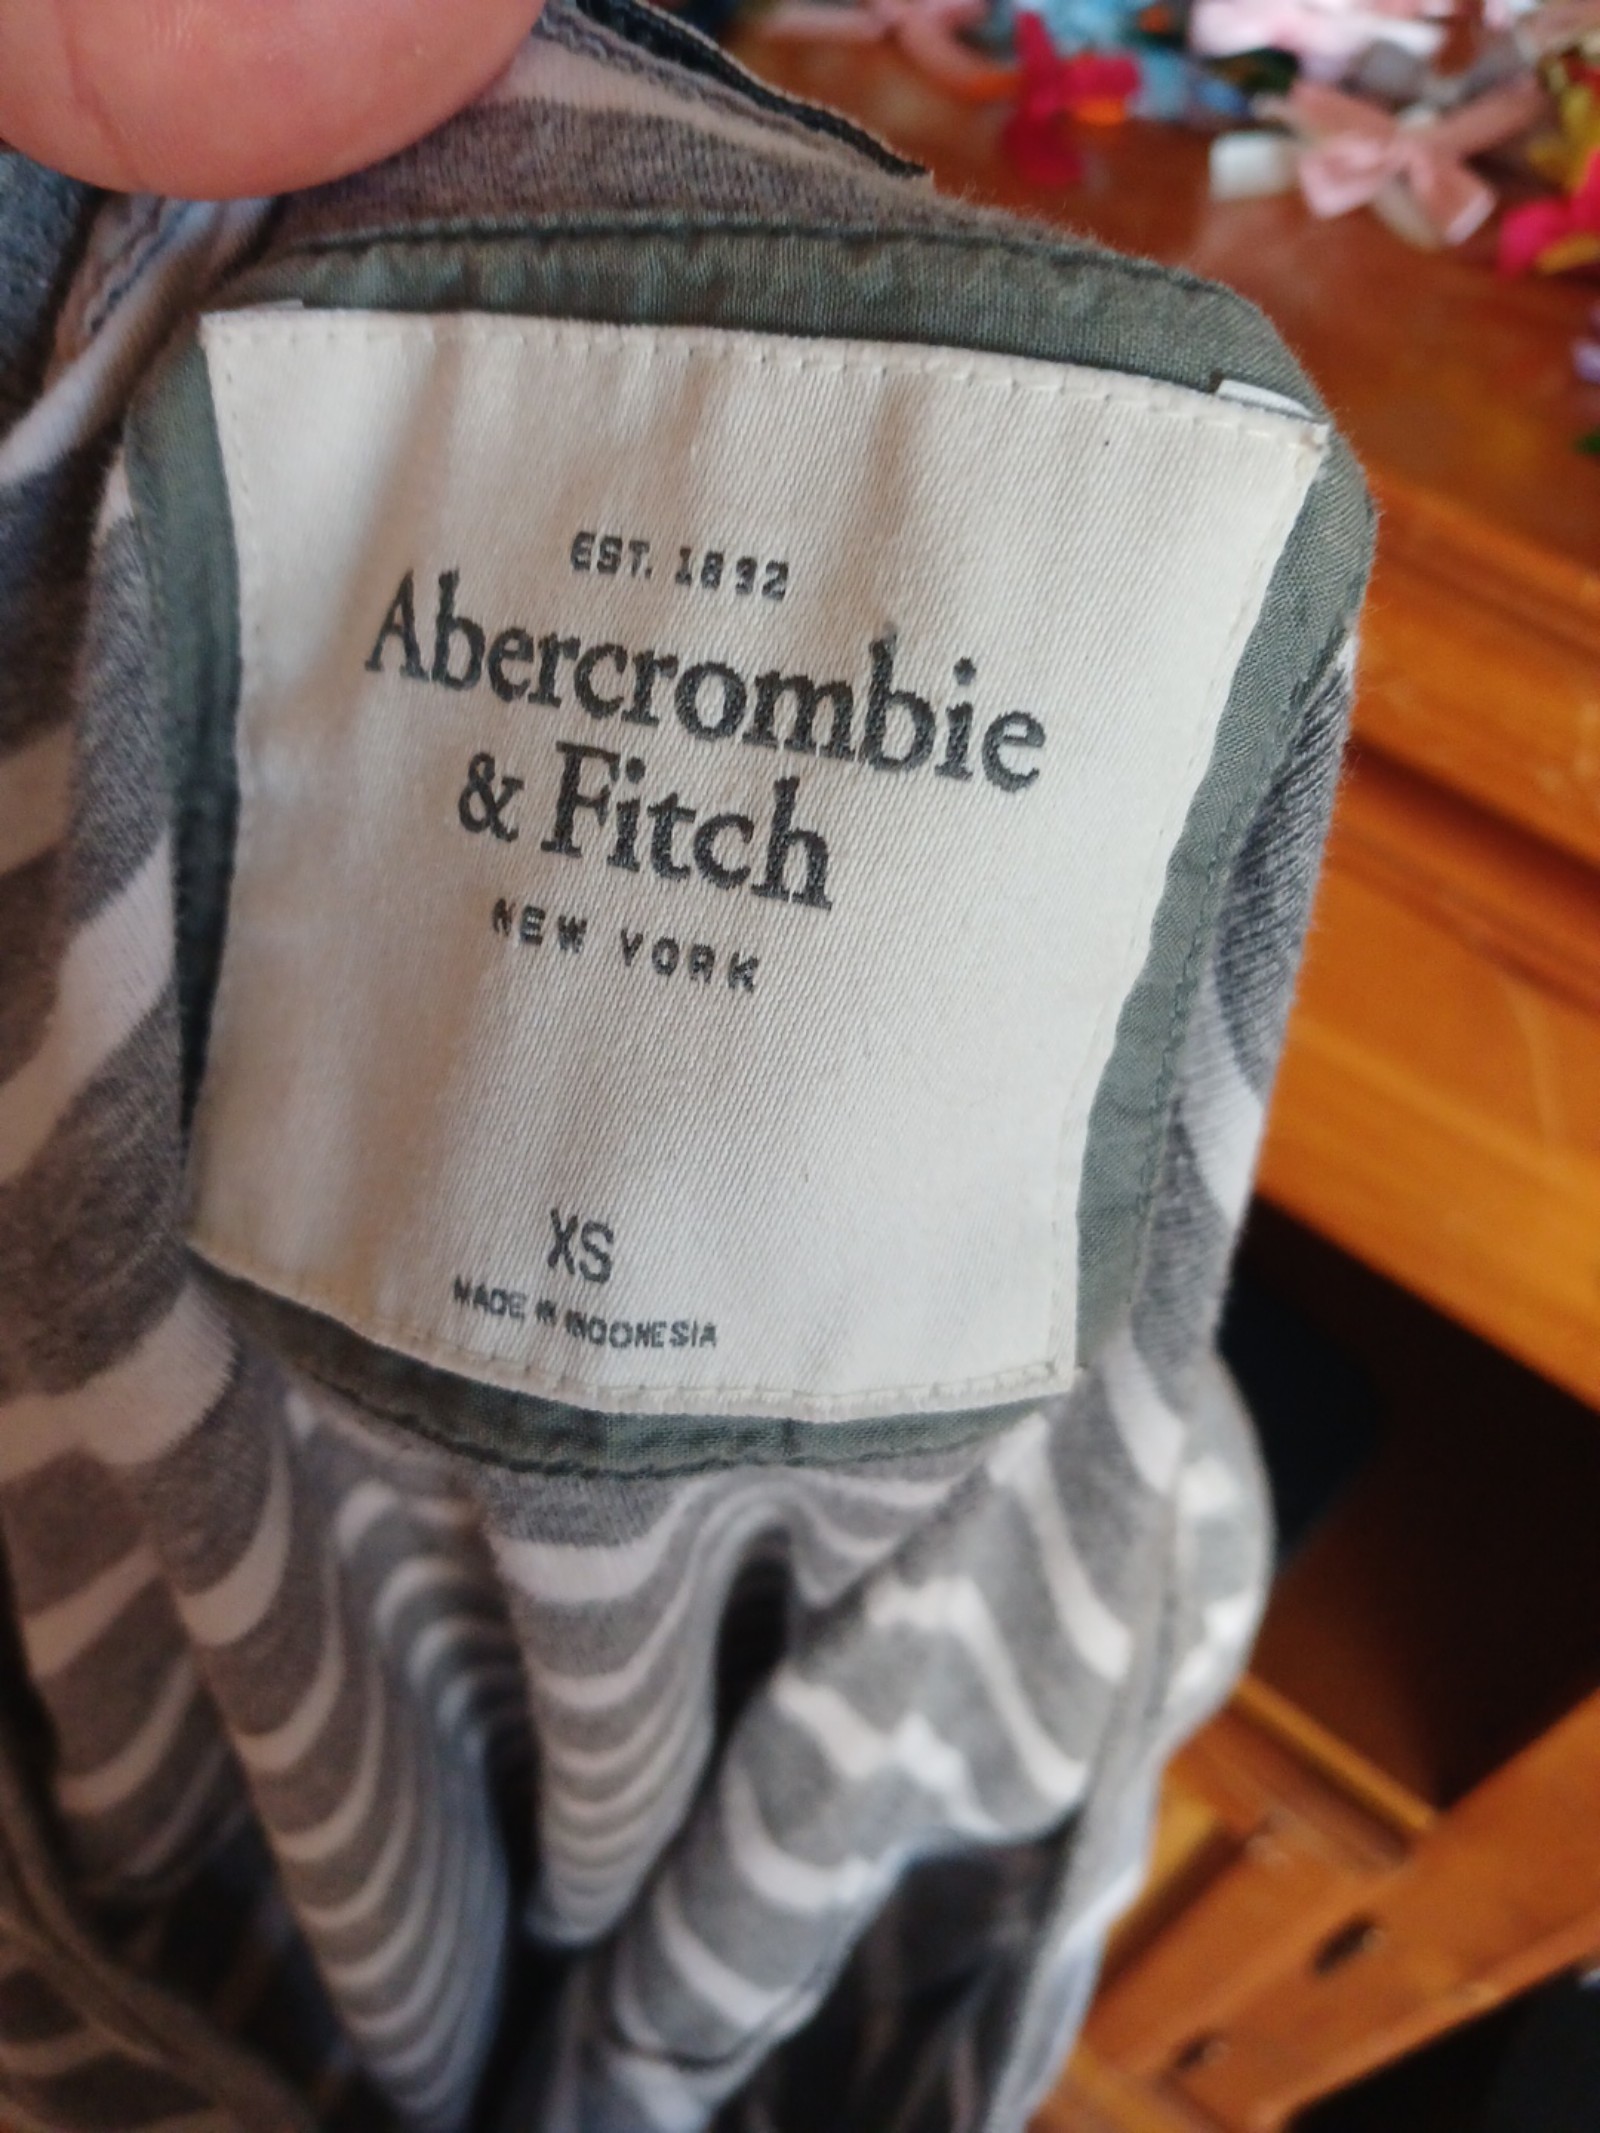 EST. 1892
Abercrombie
& Fitch
NEW YORK
XS
MADE IN INDONESIA